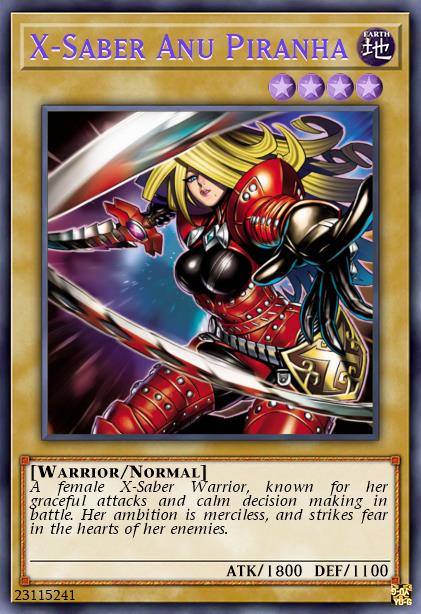 X-Saber Anu Piranha
EARTH
地
[Warrior/Normal]
A female X-Saber Warrior, known for her
graceful attacks and calm decision making in
battle. Her ambition is merciless, and strikes fear
in the hearts of her enemies.
ATK/1800 DEF/1100
23115241